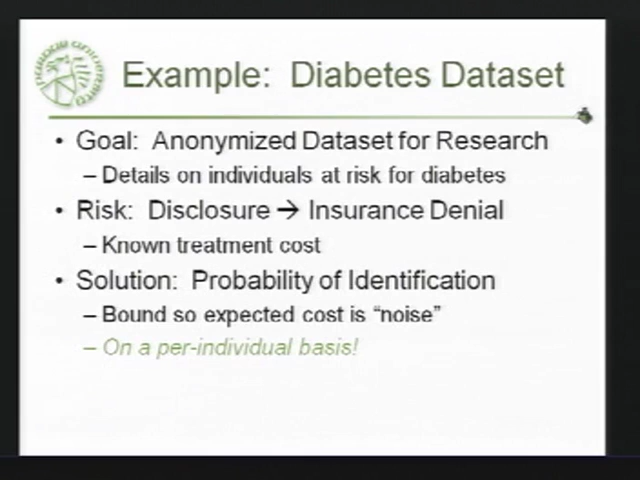 Example: Diabetes Dataset
• Goal: Anonymized Dataset for Research
– Details on individuals at risk for diabetes
• Risk: Disclosure → Insurance Denial
– Known treatment cost
• Solution: Probability of Identification
– Bound so expected cost is “noise”
– On a per-individual basis!